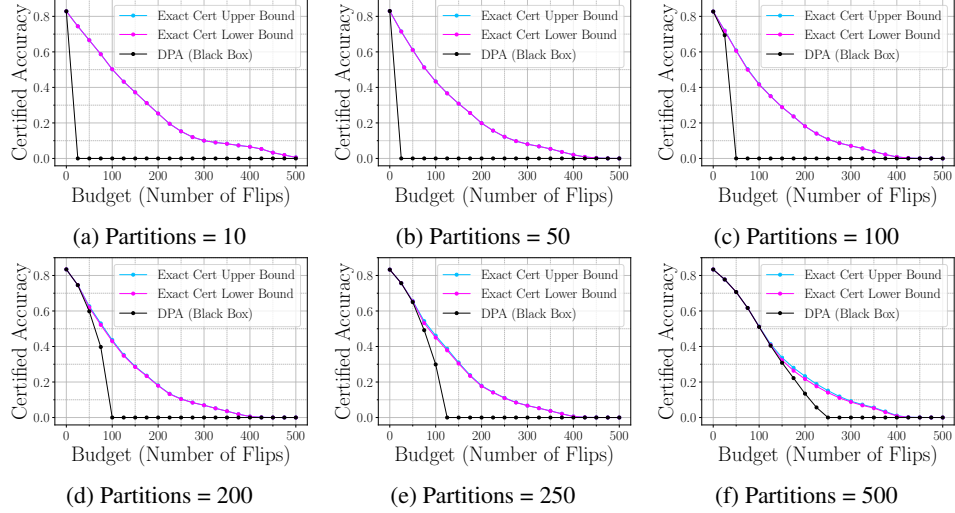 Certified Accuracy
0.8
0.6
0.4
0.2
0.0
Exact Cert Upper Bound
Exact Cert Lower Bound
DPA (Black Box)
0 100 200 300 400 500
Budget (Number of Flips)
(a) Partitions = 10
Certified Accuracy
0.8
0.6
0.4
0.2
0.0
Exact Cert Upper Bound
Exact Cert Lower Bound
DPA (Black Box)
0 100 200 300 400 500
Budget (Number of Flips)
(b) Partitions = 50
Certified Accuracy
0.8
0.6
0.4
0.2
0.0
Exact Cert Upper Bound
Exact Cert Lower Bound
DPA (Black Box)
0 100 200 300 400 500
Budget (Number of Flips)
(c) Partitions = 100
Certified Accuracy
0.8
0.6
0.4
0.2
0.0
Exact Cert Upper Bound
Exact Cert Lower Bound
DPA (Black Box)
0 100 200 300 400 500
Budget (Number of Flips)
(d) Partitions = 200
Certified Accuracy
0.8
0.6
0.4
0.2
0.0
Exact Cert Upper Bound
Exact Cert Lower Bound
DPA (Black Box)
0 100 200 300 400 500
Budget (Number of Flips)
(e) Partitions = 250
Certified Accuracy
0.8
0.6
0.4
0.2
0.0
Exact Cert Upper Bound
Exact Cert Lower Bound
DPA (Black Box)
0 100 200 300 400 500
Budget (Number of Flips)
(f) Partitions = 500